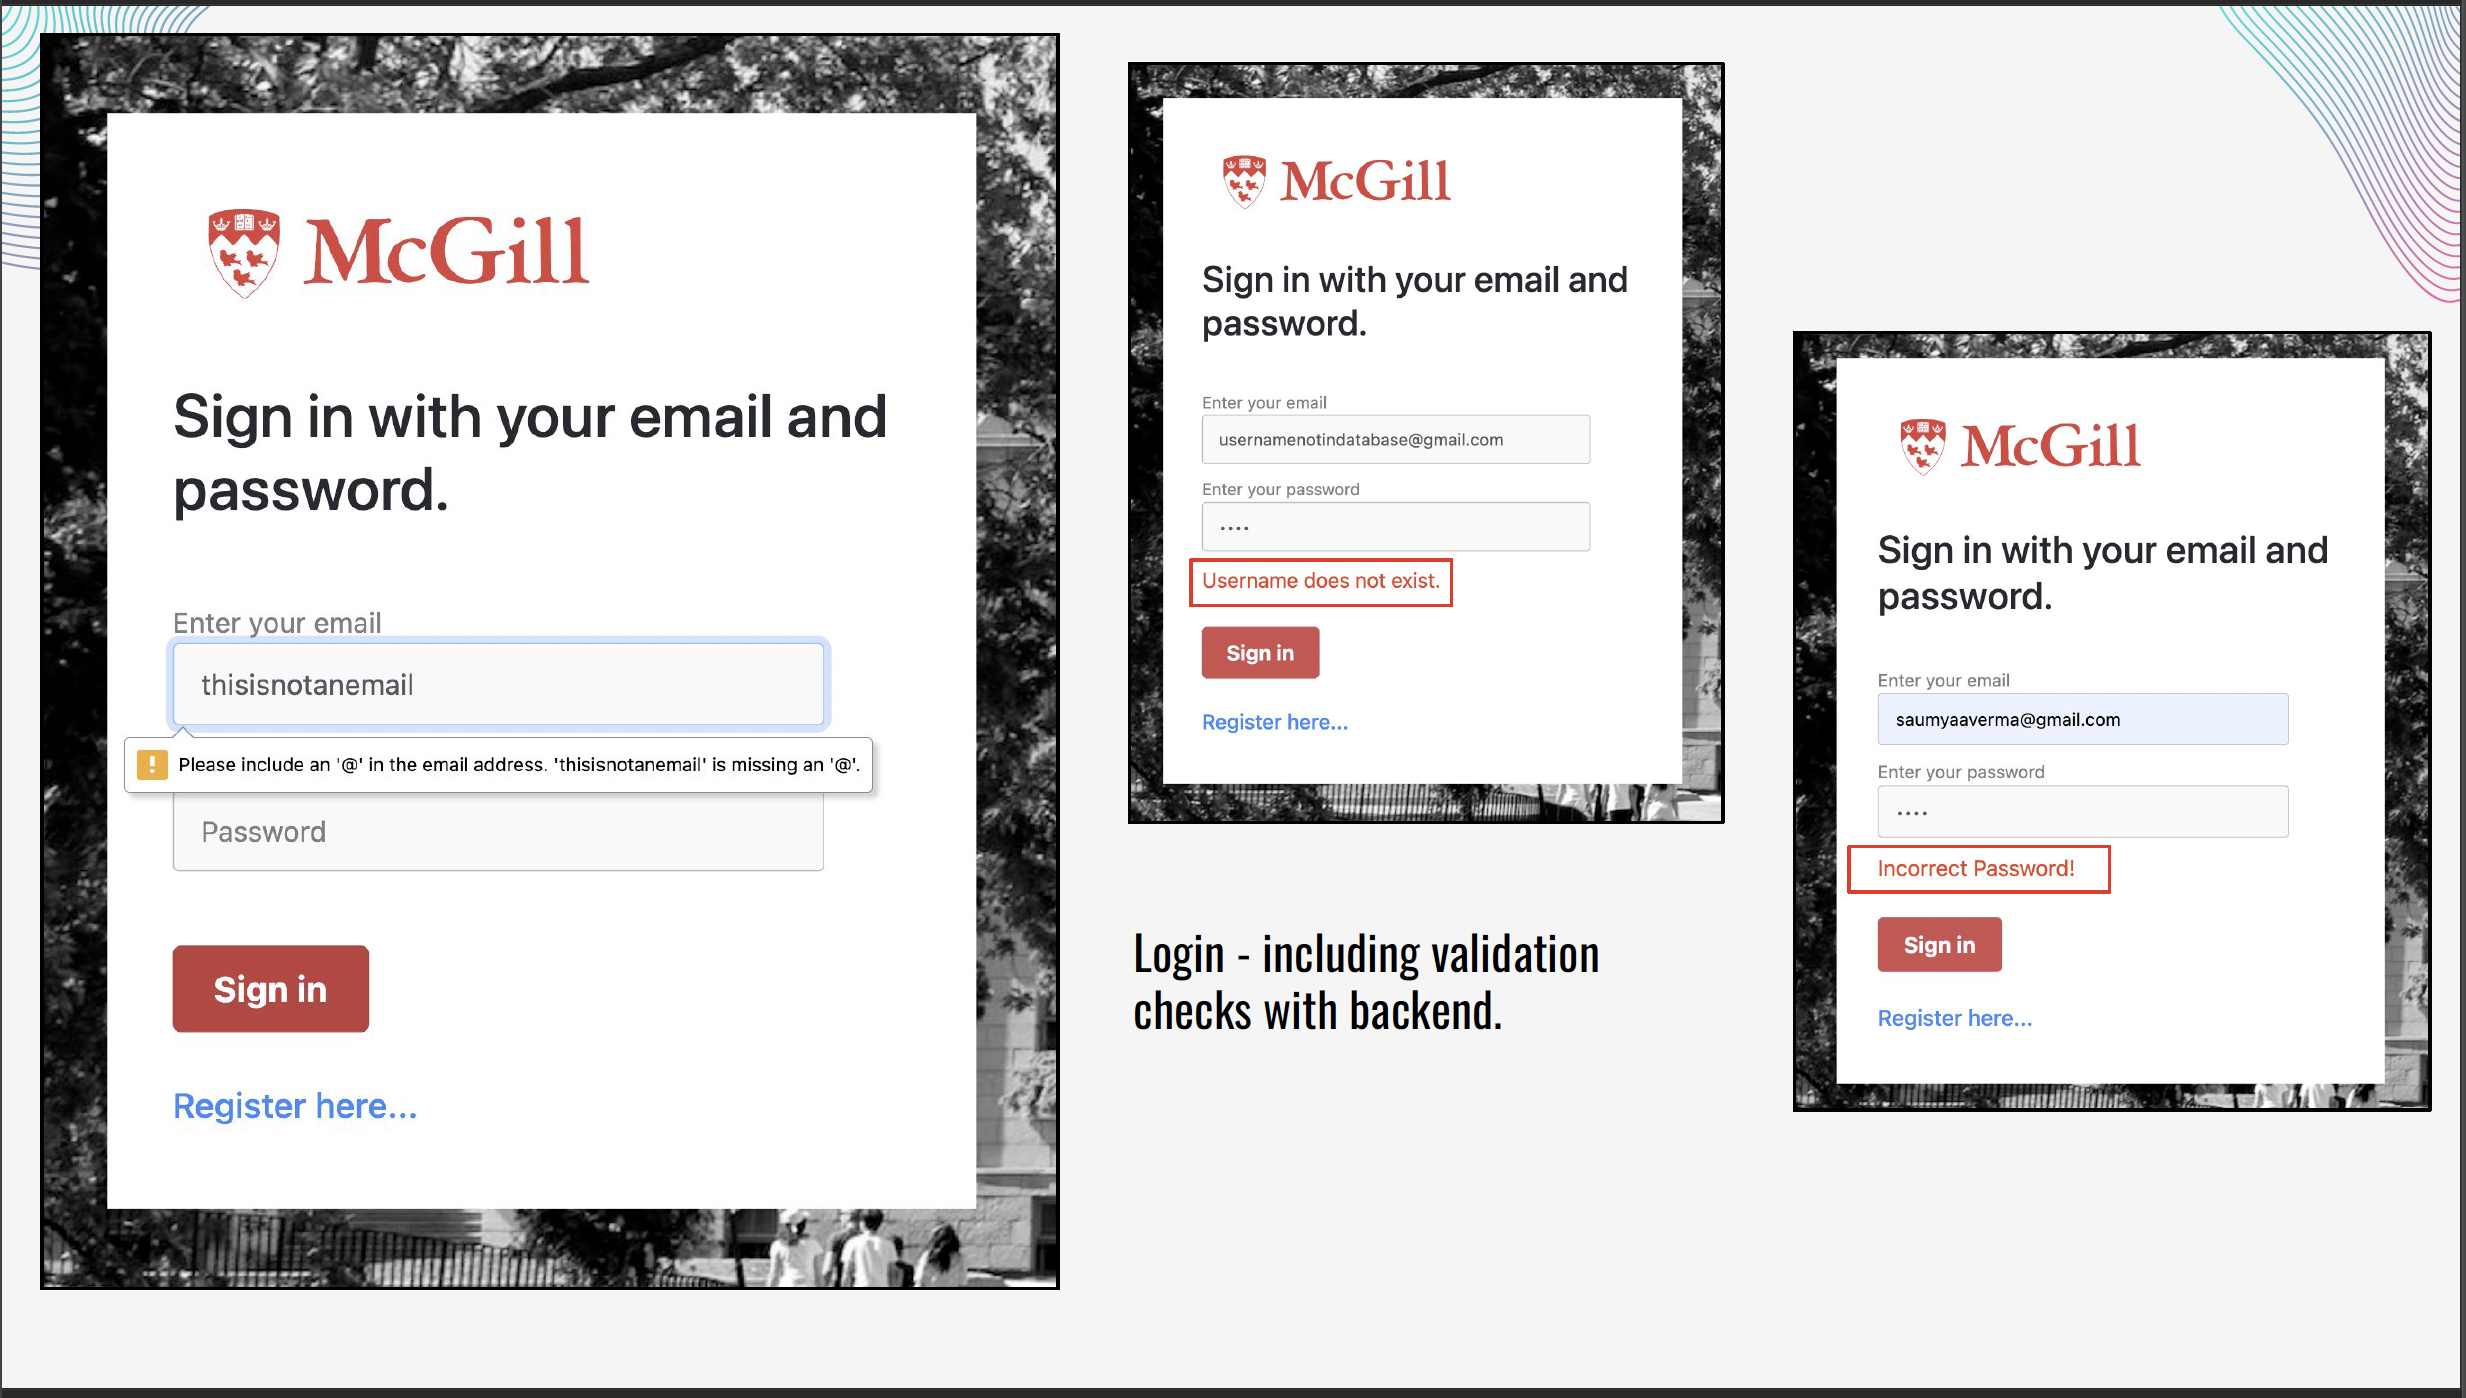 McGill
Sign in with your email and
password.
Enter your email
thisisnotanemail
! Please include an '@' in the email address. 'thisisnotanemail' is missing an '@'.
Password
Sign in
Register here...
McGill
Sign in with your email and
password.
Enter your email
usernamenotindatabase@gmail.com
Enter your password
....
Username does not exist.
Sign in
Register here...
Login - including validation
checks with backend.
McGill
Sign in with your email and
password.
Enter your email
saumyaaverma@gmail.com
Enter your password
....
Incorrect Password!
Sign in
Register here...